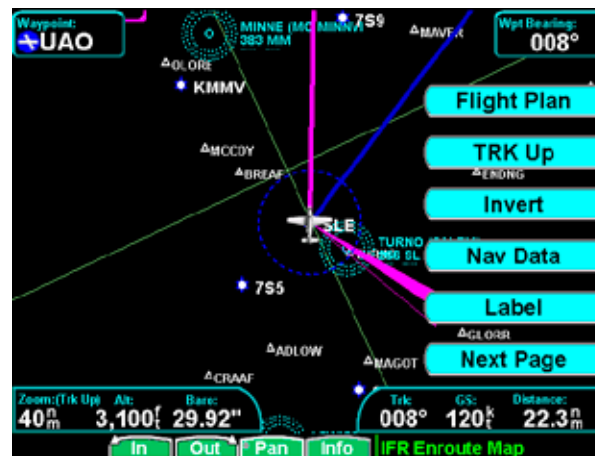 Waypoint:
UAO
MINNE (MC MINNV)
383 MM
7S9
MAVER
Wpt Bearing:
008°
OLORE
KMMV
Flight Plan
MCCOY
TRK Up
BREAF
ENDNG
Invert
SLE
TURNO
266 SL
Nav Data
7S5
Label
GLORR
ADLOW
MAGOT
Next Page
CRAAF
Zoom:(Trk Up)
Alt:
Baro:
40nm
3,100ft
29.92"
Trk:
GS:
Distance:
008°
120kt
22.3nm
In
Out
Pan
Info
IFR Enroute Map